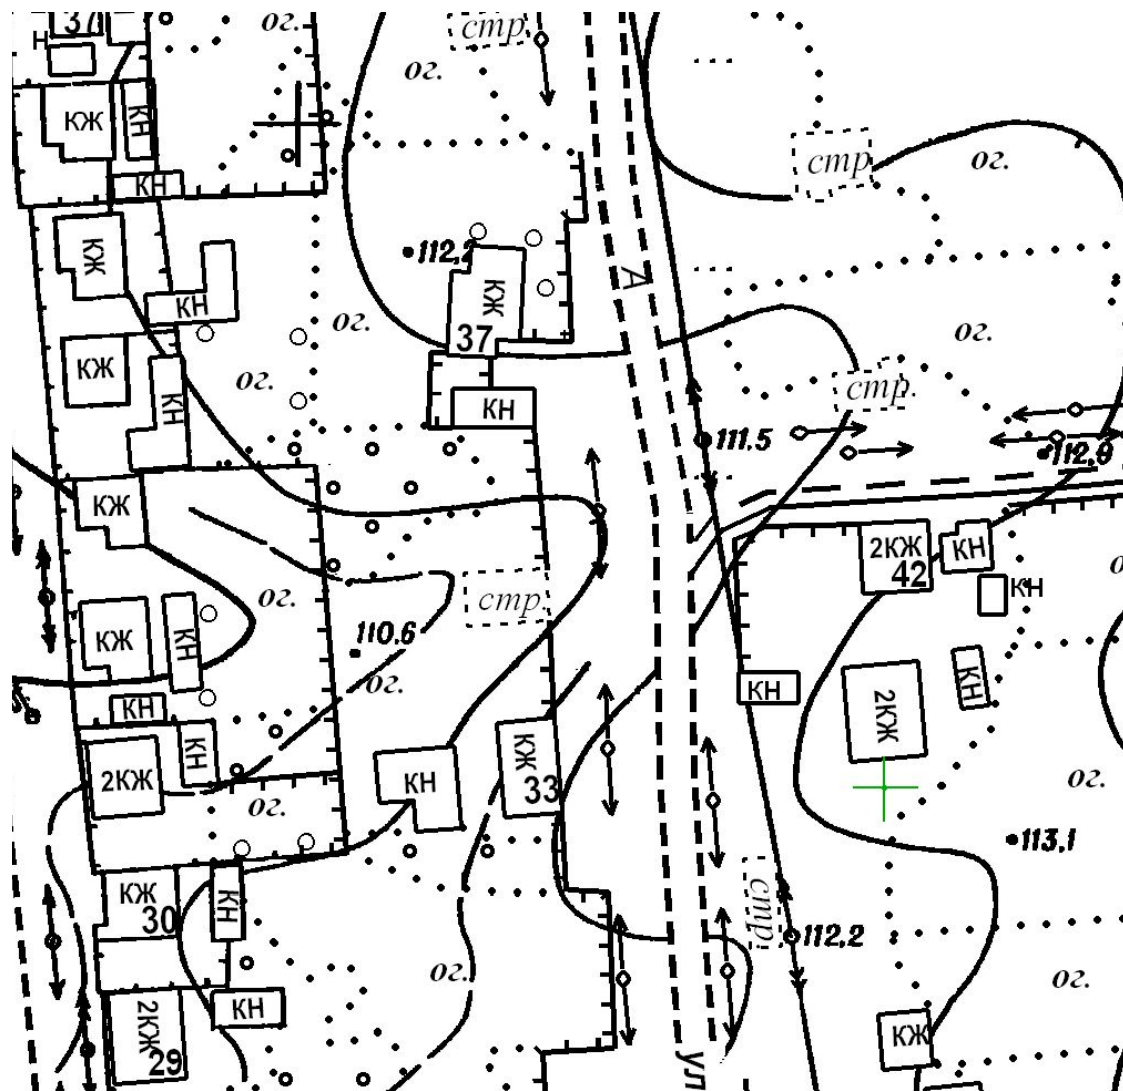 37
ог.
стр.
н
ог.
КЖ
КН
стр
ог.
КН
КЖ
112,2
КЖ
Д
КН
ог.
37
ог.
КЖ
ог.
стр.
КН
КН
111.5
112.9
КЖ
2КЖ
42
КН
КН
ог.
стр.
КЖ
КН
110.6
ог.
КН
КН
2КЖ
КН
КН
2КЖ
КН
КЖ
33
ог.
ог.
113,1
КЖ
30
КН
стр
112.2
ог.
ог.
КН
2КЖ
29
КЖ
ул